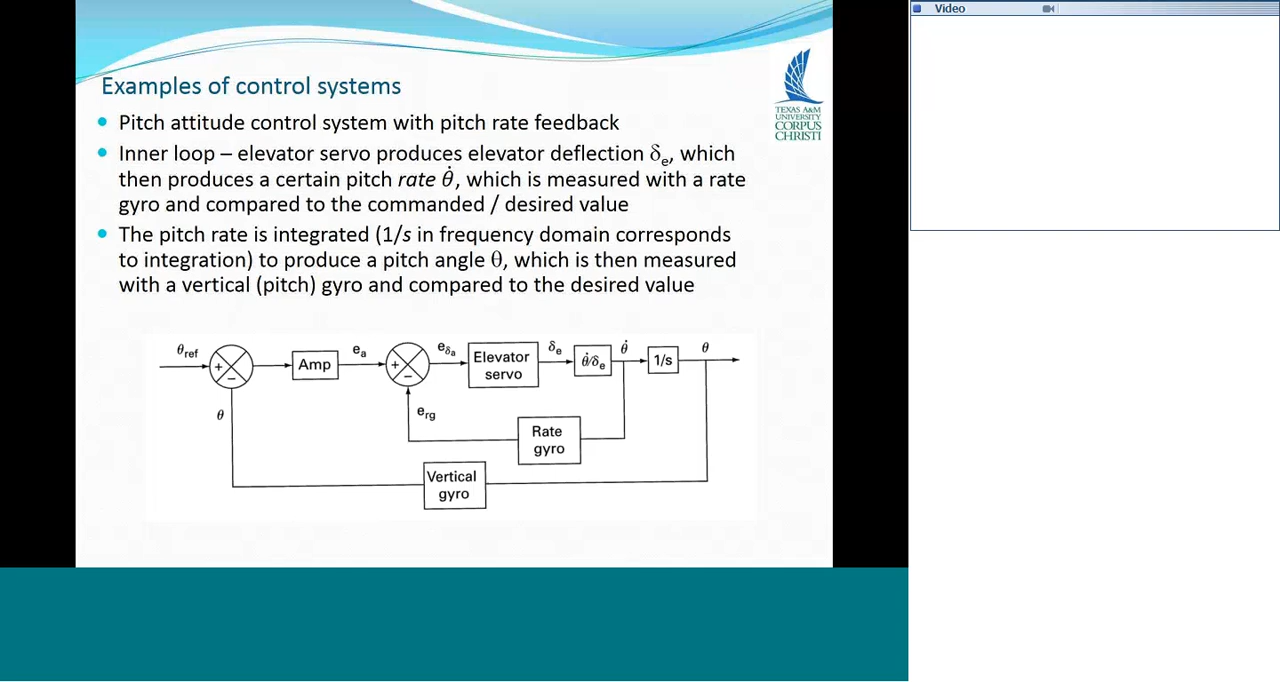 Video
Examples of control systems
TEXAS A&M
UNIVERSITY
CORPUS
CHRISTI
• Pitch attitude control system with pitch rate feedback
• Inner loop – elevator servo produces elevator deflection δe, which
then produces a certain pitch rate θ̇, which is measured with a rate
gyro and compared to the commanded / desired value
• The pitch rate is integrated (1/s in frequency domain corresponds
to integration) to produce a pitch angle θ, which is then measured
with a vertical (pitch) gyro and compared to the desired value
θref
+
−
Amp
ea
+
−
eδa
Elevator
servo
δe
θ̇/δe
θ̇
1/s
θ
θ
erg
Rate
gyro
Vertical
gyro